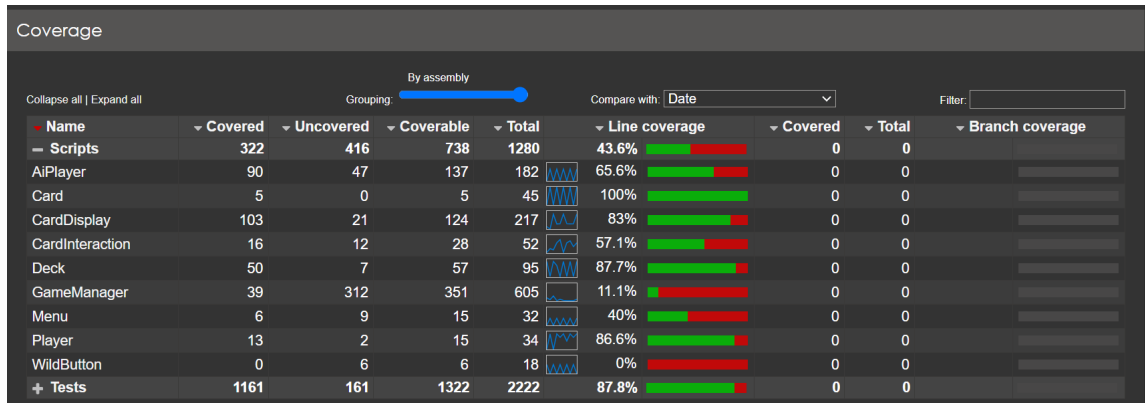 Coverage
By assembly
Collapse all | Expand all Grouping: Compare with: Date Filter:
Name Covered Uncovered Coverable Total Line coverage Covered Total Branch coverage
Scripts 322 416 738 1280 43.6% 0 0
AiPlayer 90 47 137 182 65.6% 0 0
Card 5 0 5 45 100% 0 0
CardDisplay 103 21 124 217 83% 0 0
CardInteraction 16 12 28 52 57.1% 0 0
Deck 50 7 57 95 87.7% 0 0
GameManager 39 312 351 605 11.1% 0 0
Menu 6 9 15 32 40% 0 0
Player 13 2 15 34 86.6% 0 0
WildButton 0 6 6 18 0% 0 0
Tests 1161 161 1322 2222 87.8% 0 0